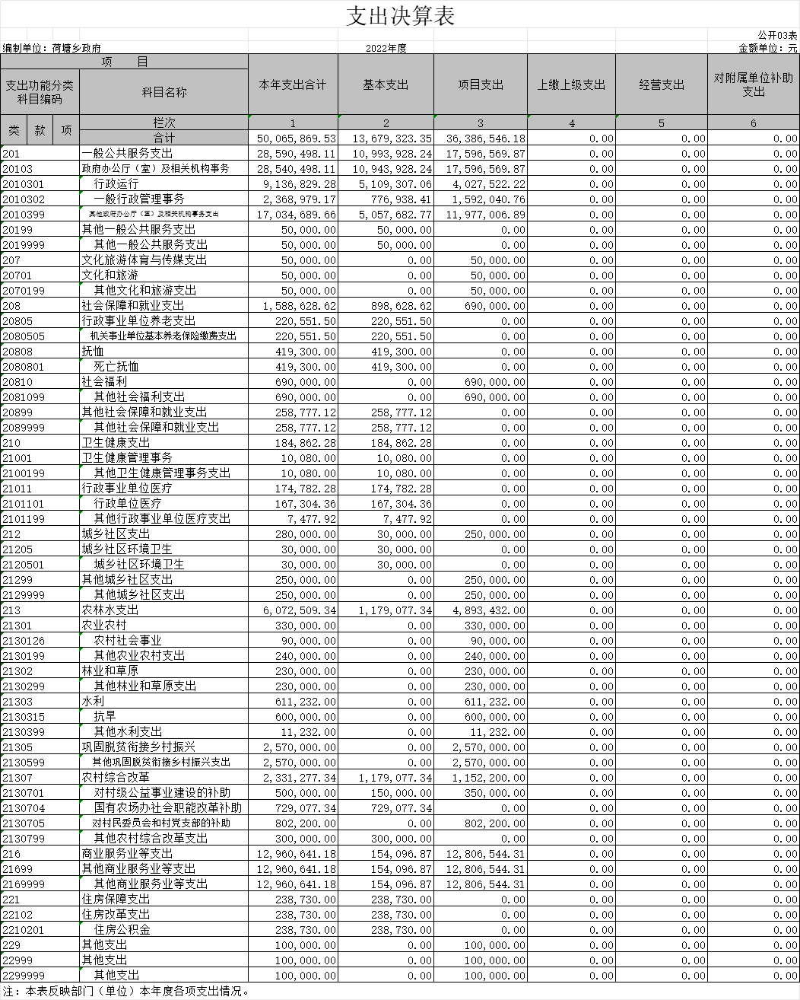 支出决算表
公开03表
编制单位：荷塘乡政府 2022年度 金额单位：元
项 目 本年支出合计 基本支出 项目支出 上缴上级支出 经营支出 对附属单位补助支出
支出功能分类科目编码 科目名称
类 款 项 栏次 1 2 3 4 5 6
合计 50,065,869.53 13,679,323.35 36,386,546.18 0.00 0.00 0.00
201 一般公共服务支出 28,590,498.11 10,993,928.24 17,596,569.87 0.00 0.00 0.00
20103 政府办公厅（室）及相关机构事务 28,540,498.11 10,943,928.24 17,596,569.87 0.00 0.00 0.00
2010301 行政运行 9,136,829.28 5,109,307.06 4,027,522.22 0.00 0.00 0.00
2010302 一般行政管理事务 2,368,979.17 776,938.41 1,592,040.76 0.00 0.00 0.00
2010399 其他政府办公厅（室）及相关机构事务支出 17,034,689.66 5,057,682.77 11,977,006.89 0.00 0.00 0.00
20199 其他一般公共服务支出 50,000.00 50,000.00 0.00 0.00 0.00 0.00
2019999 其他一般公共服务支出 50,000.00 50,000.00 0.00 0.00 0.00 0.00
207 文化旅游体育与传媒支出 50,000.00 0.00 50,000.00 0.00 0.00 0.00
20701 文化和旅游 50,000.00 0.00 50,000.00 0.00 0.00 0.00
2070199 其他文化和旅游支出 50,000.00 0.00 50,000.00 0.00 0.00 0.00
208 社会保障和就业支出 1,588,628.62 898,628.62 690,000.00 0.00 0.00 0.00
20805 行政事业单位养老支出 220,551.50 220,551.50 0.00 0.00 0.00 0.00
2080505 机关事业单位基本养老保险缴费支出 220,551.50 220,551.50 0.00 0.00 0.00 0.00
20808 抚恤 419,300.00 419,300.00 0.00 0.00 0.00 0.00
2080801 死亡抚恤 419,300.00 419,300.00 0.00 0.00 0.00 0.00
20810 社会福利 690,000.00 0.00 690,000.00 0.00 0.00 0.00
2081099 其他社会福利支出 690,000.00 0.00 690,000.00 0.00 0.00 0.00
20899 其他社会保障和就业支出 258,777.12 258,777.12 0.00 0.00 0.00 0.00
2089999 其他社会保障和就业支出 258,777.12 258,777.12 0.00 0.00 0.00 0.00
210 卫生健康支出 184,862.28 184,862.28 0.00 0.00 0.00 0.00
21001 卫生健康管理事务 10,080.00 10,080.00 0.00 0.00 0.00 0.00
2100199 其他卫生健康管理事务支出 10,080.00 10,080.00 0.00 0.00 0.00 0.00
21011 行政事业单位医疗 174,782.28 174,782.28 0.00 0.00 0.00 0.00
2101101 行政单位医疗 167,304.36 167,304.36 0.00 0.00 0.00 0.00
2101199 其他行政事业单位医疗支出 7,477.92 7,477.92 0.00 0.00 0.00 0.00
212 城乡社区支出 280,000.00 30,000.00 250,000.00 0.00 0.00 0.00
21205 城乡社区环境卫生 30,000.00 30,000.00 0.00 0.00 0.00 0.00
2120501 城乡社区环境卫生 30,000.00 30,000.00 0.00 0.00 0.00 0.00
21299 其他城乡社区支出 250,000.00 0.00 250,000.00 0.00 0.00 0.00
2129999 其他城乡社区支出 250,000.00 0.00 250,000.00 0.00 0.00 0.00
213 农林水支出 6,072,509.34 1,179,077.34 4,893,432.00 0.00 0.00 0.00
21301 农业农村 330,000.00 0.00 330,000.00 0.00 0.00 0.00
2130126 农村社会事业 90,000.00 0.00 90,000.00 0.00 0.00 0.00
2130199 其他农业农村支出 240,000.00 0.00 240,000.00 0.00 0.00 0.00
21302 林业和草原 230,000.00 0.00 230,000.00 0.00 0.00 0.00
2130299 其他林业和草原支出 230,000.00 0.00 230,000.00 0.00 0.00 0.00
21303 水利 611,232.00 0.00 611,232.00 0.00 0.00 0.00
2130315 抗旱 600,000.00 0.00 600,000.00 0.00 0.00 0.00
2130399 其他水利支出 11,232.00 0.00 11,232.00 0.00 0.00 0.00
21305 巩固脱贫衔接乡村振兴 2,570,000.00 0.00 2,570,000.00 0.00 0.00 0.00
2130599 其他巩固脱贫衔接乡村振兴支出 2,570,000.00 0.00 2,570,000.00 0.00 0.00 0.00
21307 农村综合改革 2,331,277.34 1,179,077.34 1,152,200.00 0.00 0.00 0.00
2130701 对村级公益事业建设的补助 500,000.00 150,000.00 350,000.00 0.00 0.00 0.00
2130704 国有农场办社会职能改革补助 729,077.34 729,077.34 0.00 0.00 0.00 0.00
2130705 对村民委员会和村党支部的补助 802,200.00 0.00 802,200.00 0.00 0.00 0.00
2130799 其他农村综合改革支出 300,000.00 300,000.00 0.00 0.00 0.00 0.00
216 商业服务业等支出 12,960,641.18 154,096.87 12,806,544.31 0.00 0.00 0.00
21699 其他商业服务业等支出 12,960,641.18 154,096.87 12,806,544.31 0.00 0.00 0.00
2169999 其他商业服务业等支出 12,960,641.18 154,096.87 12,806,544.31 0.00 0.00 0.00
221 住房保障支出 238,730.00 238,730.00 0.00 0.00 0.00 0.00
22102 住房改革支出 238,730.00 238,730.00 0.00 0.00 0.00 0.00
2210201 住房公积金 238,730.00 238,730.00 0.00 0.00 0.00 0.00
229 其他支出 100,000.00 0.00 100,000.00 0.00 0.00 0.00
22999 其他支出 100,000.00 0.00 100,000.00 0.00 0.00 0.00
2299999 其他支出 100,000.00 0.00 100,000.00 0.00 0.00 0.00
注：本表反映部门（单位）本年度各项支出情况。